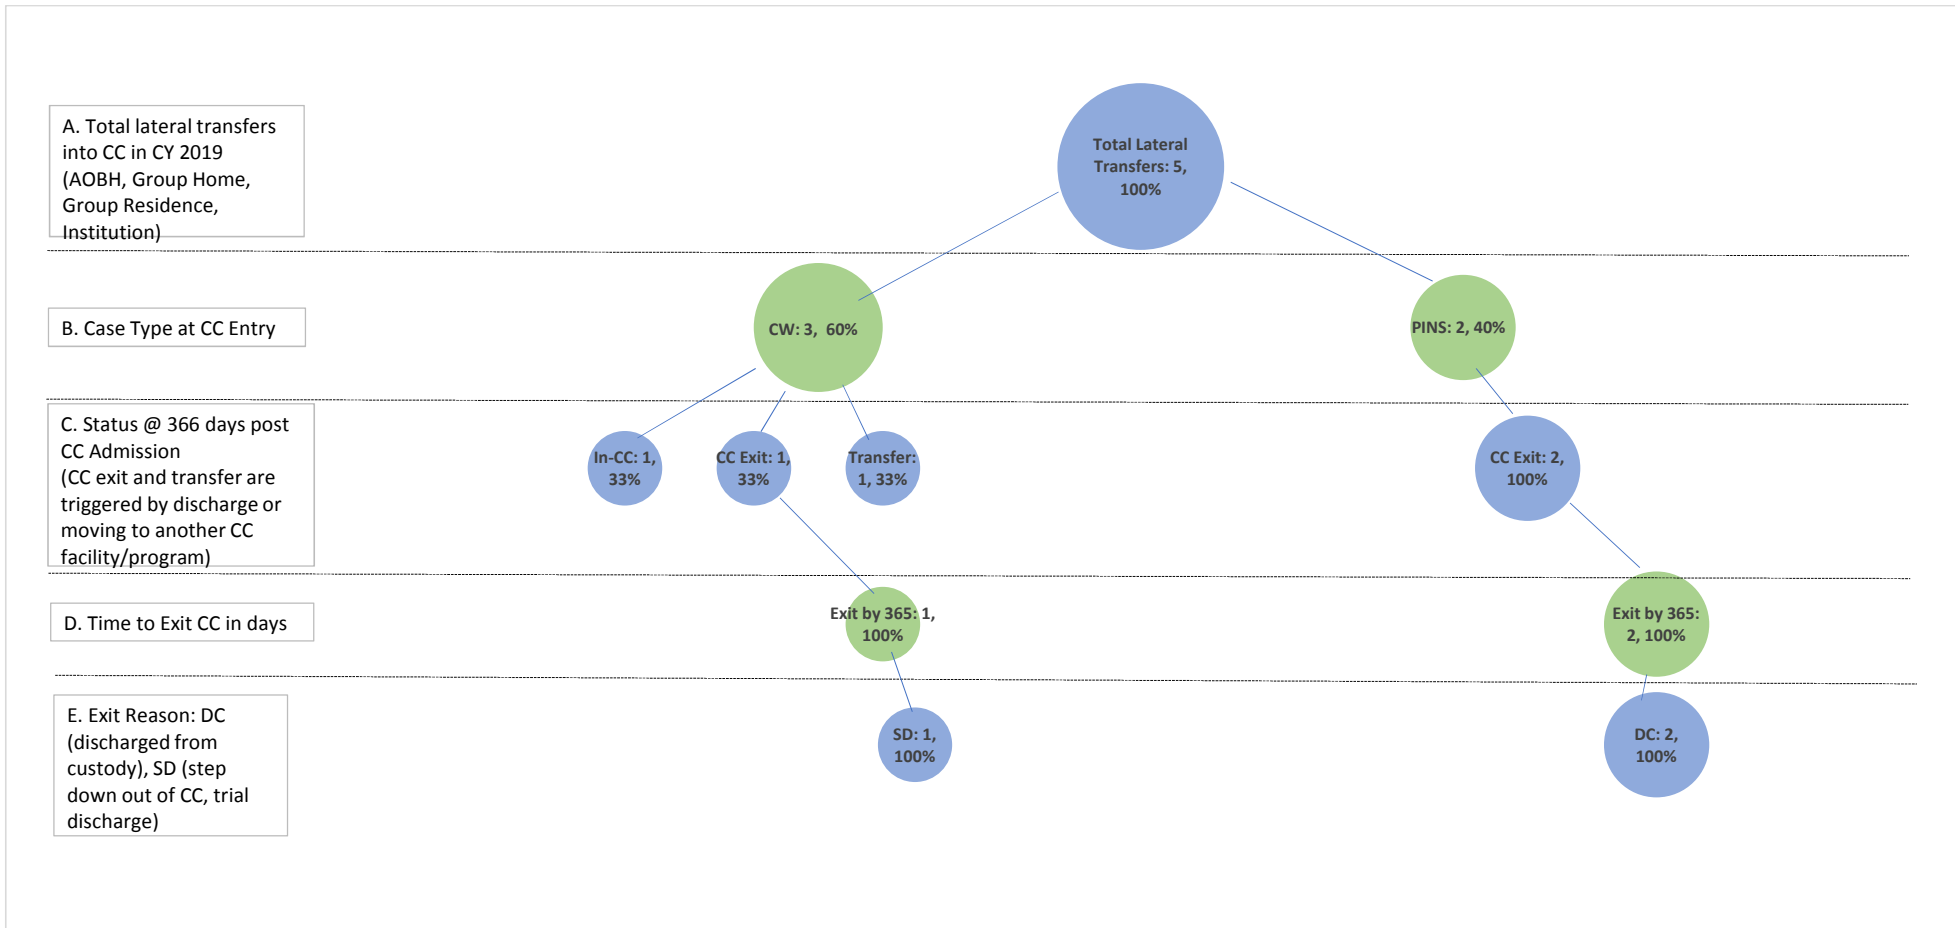 A. Total lateral transfers
into CC in CY 2019
(AOBH, Group Home,
Group Residence,
Institution)
Total Lateral
Transfers: 5,
100%
B. Case Type at CC Entry
CW: 3,  60%
PINS: 2, 40%
C. Status @ 366 days post
CC Admission
(CC exit and transfer are
triggered by discharge or
moving to another CC
facility/program)
In-CC: 1,
33%
CC Exit: 1,
33%
Transfer:
1, 33%
CC Exit: 2,
100%
D. Time to Exit CC in days
Exit by 365: 1,
100%
Exit by 365:
2, 100%
E. Exit Reason: DC
(discharged from
custody), SD (step
down out of CC, trial
discharge)
SD: 1,
100%
DC: 2,
100%